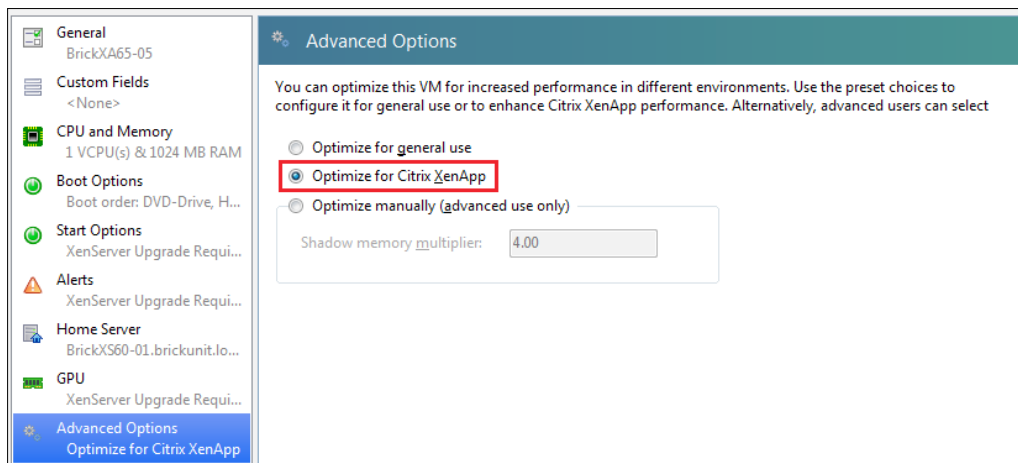 General
BrickXA65-05
Custom Fields
<None>
CPU and Memory
1 VCPU(s) & 1024 MB RAM
Boot Options
Boot order: DVD-Drive, H...
Start Options
XenServer Upgrade Requi...
Alerts
XenServer Upgrade Requi...
Home Server
BrickXS60-01.brickunit.lo...
GPU
XenServer Upgrade Requi...
Advanced Options
Optimize for Citrix XenApp
Advanced Options
You can optimize this VM for increased performance in different environments. Use the preset choices to
configure it for general use or to enhance Citrix XenApp performance. Alternatively, advanced users can select
Optimize for general use
Optimize for Citrix XenApp
Optimize manually (advanced use only)
Shadow memory multiplier: 4.00